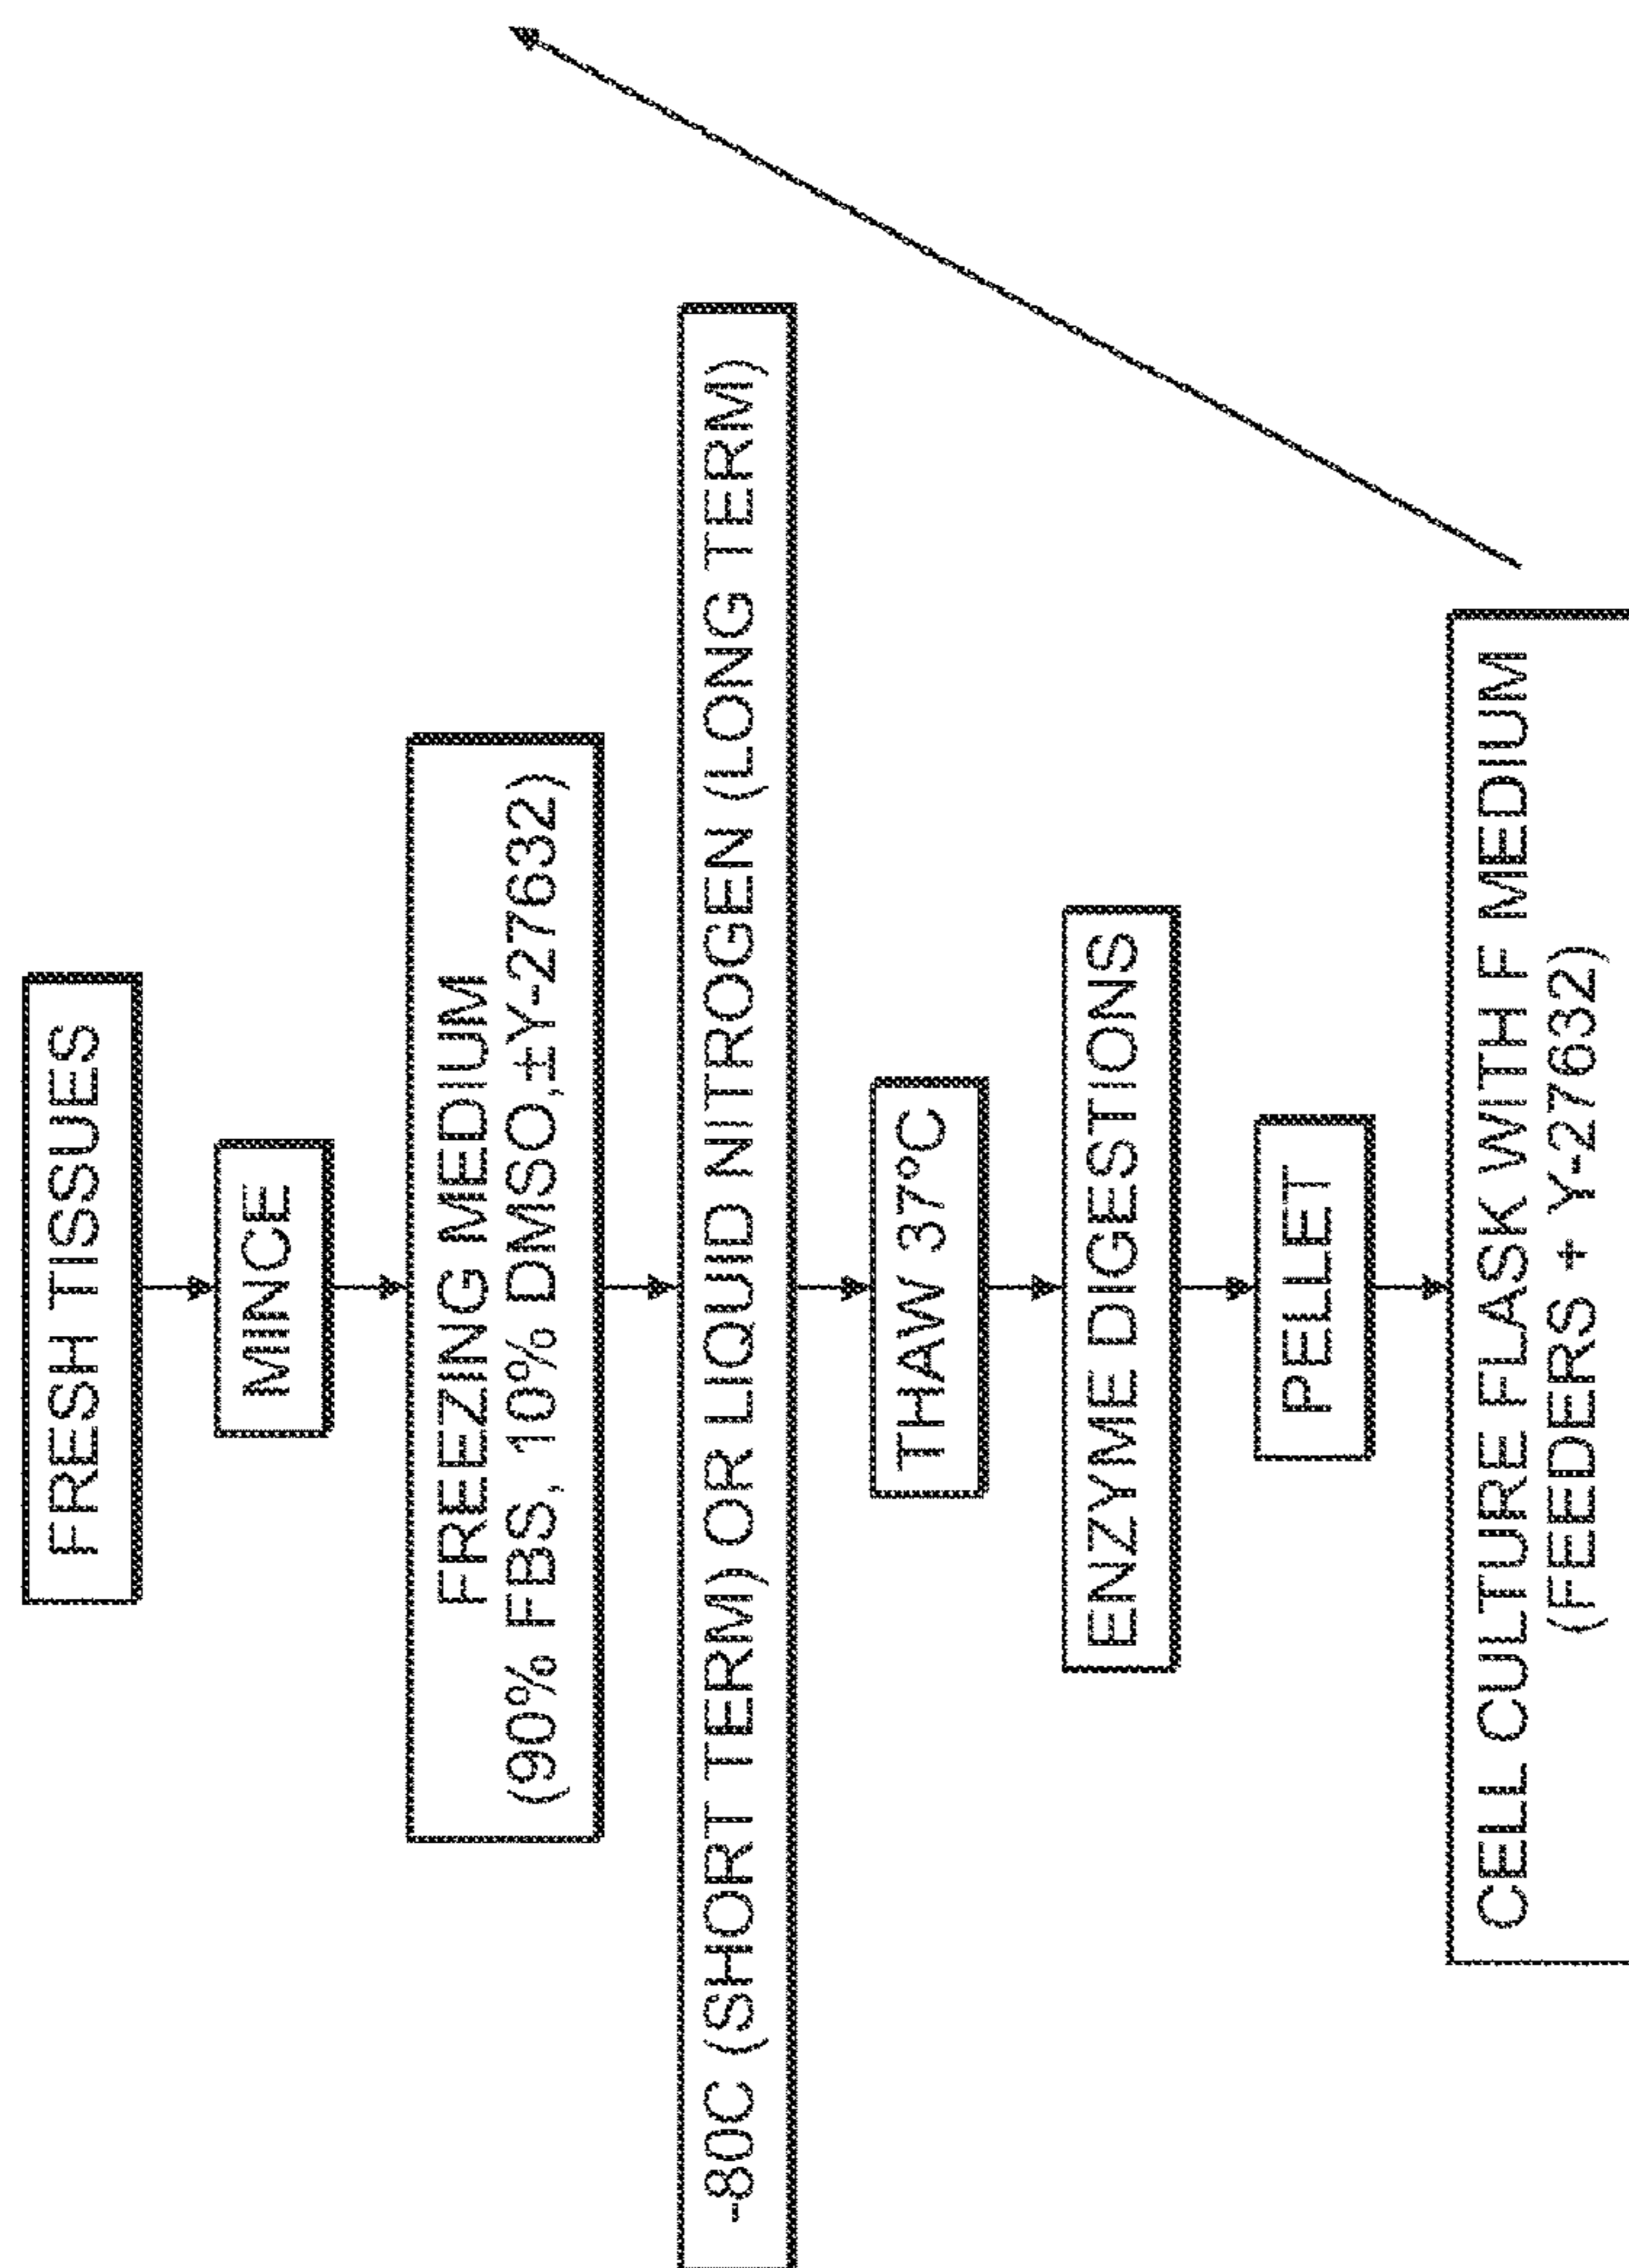 FRESH TISSUES
MINCE
FREEZING MEDIUM
(90% FBS, 10% DMSO,±Y-27632)
-80C (SHORT TERM) OR LIQUID NITROGEN (LONG TERM)
THAW 37ºC
ENZYME DIGESTIONS
PELLET
CELL CULTURE FLASK WITH F MEDIUM
(FEEDERS + Y-27632)